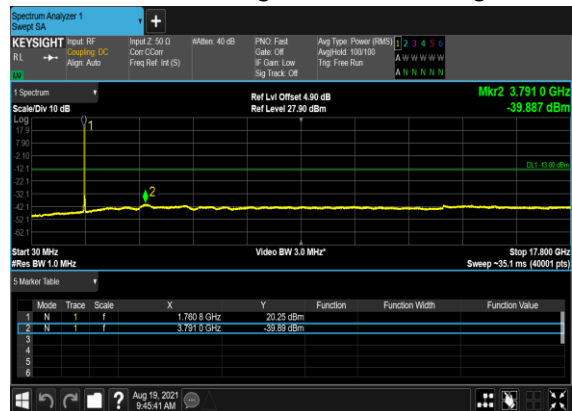 Spectrum Analyzer 1
Swept SA
+
KEYSIGHT Input: RF Input Z: 50 Ω #Atten: 40 dB PNO: Fast Avg Type: Power (RMS) 1 2 3 4 5 6
RL Coupling: DC Corr CCorr Gate: Off Avg|Hold: 100/100 A W W W W W
Align: Auto Freq Ref: Int (S) IF Gain: Low Trig: Free Run
Sig Track: Off A N N N N N
1 Spectrum Ref Lvl Offset 4.90 dB Mkr2 3.791 0 GHz
Scale/Div 10 dB Ref Level 27.90 dBm -39.887 dBm
Log
17.9
7.90
-2.10
-12.1
-22.1
-32.1
-42.1
-52.1
-62.1
1
2
DL1 -13.00 dBm
Start 30 MHz Video BW 3.0 MHz* Stop 17.800 GHz
#Res BW 1.0 MHz Sweep ~35.1 ms (40001 pts)
5 Marker Table
Mode Trace Scale X Y Function Function Width Function Value
1 N 1 f 1.760 8 GHz 20.25 dBm
2 N 1 f 3.791 0 GHz -39.89 dBm
3
4
5
6
? Aug 19, 2021
9:45:41 AM